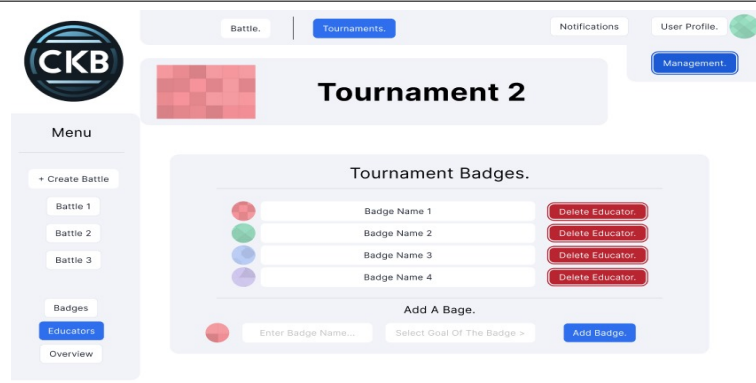 Battle.
Tournaments.
Notifications
User Profile.
CKB
Management.
Tournament 2
Menu
+ Create Battle
Battle 1
Battle 2
Battle 3
Badges
Educators
Overview
Tournament Badges.
Badge Name 1 Delete Educator.
Badge Name 2 Delete Educator.
Badge Name 3 Delete Educator.
Badge Name 4 Delete Educator.
Add A Bage.
Enter Badge Name... Select Goal Of The Badge > Add Badge.